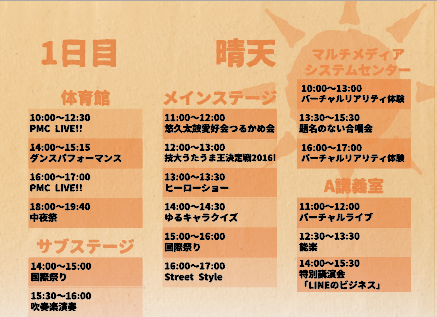 1日目
晴天
体育館
10:00〜12:30
PMC LIVE!!
14:00〜15:15
ダンスパフォーマンス
16:00〜17:00
PMC LIVE!!
18:00〜19:40
中夜祭
サブステージ
14:00〜15:00
国際祭り
15:30〜16:00
吹奏楽演奏
メインステージ
11:00〜12:00
悠久太鼓愛好会つるかめ会
12:00〜13:00
技大うたうま王決定戦2016!
13:00〜13:30
ヒーローショー
14:00〜14:30
ゆるキャラクイズ
15:00〜16:00
国際祭り
16:00〜17:00
Street Style
マルチメディア
システムセンター
10:00〜13:00
バーチャルリアリティ体験
13:30〜15:30
題名のない合唱会
16:00〜17:00
バーチャルリアリティ体験
A講義室
11:00〜12:00
バーチャルライブ
12:30〜13:30
能楽
14:00〜15:30
特別講演会
「LINEのビジネス」